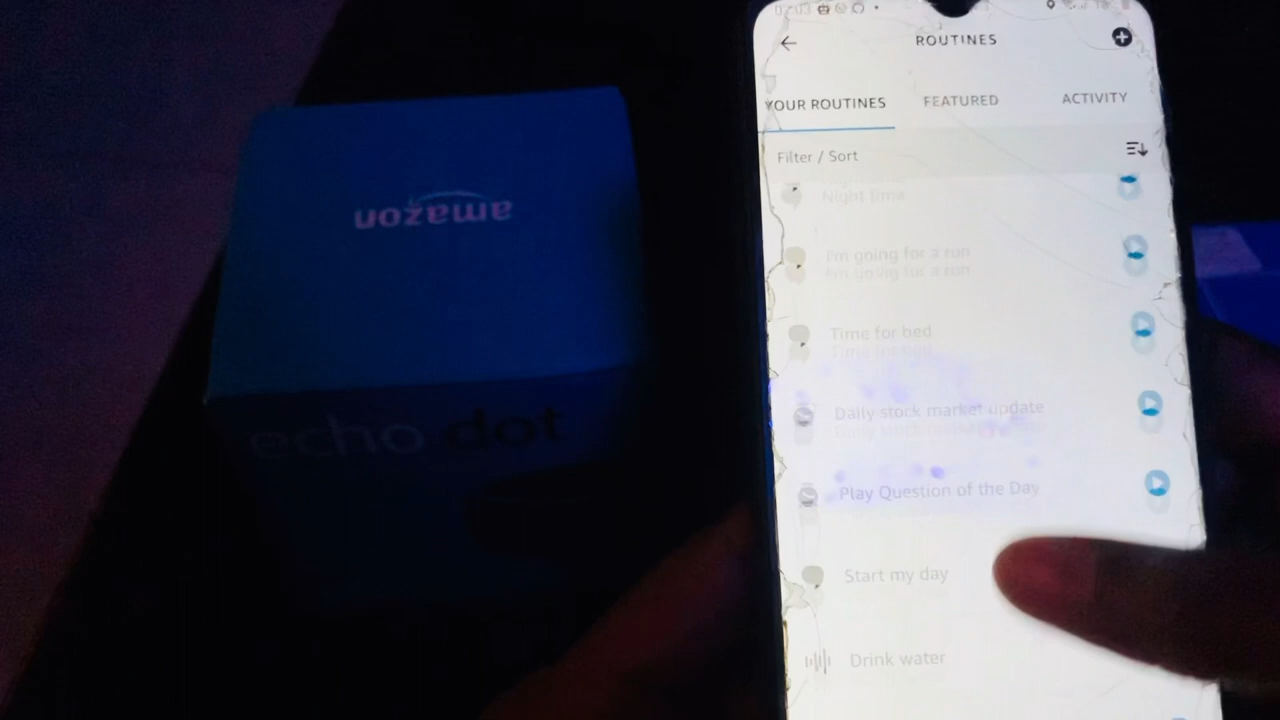 amazon
echo dot
ROUTINES
YOUR ROUTINES
FEATURED
ACTIVITY
Filter / Sort
Night time
I'm going for a run
Time for bed
Daily stock market update
Play Question of the Day
Start my day
Drink water